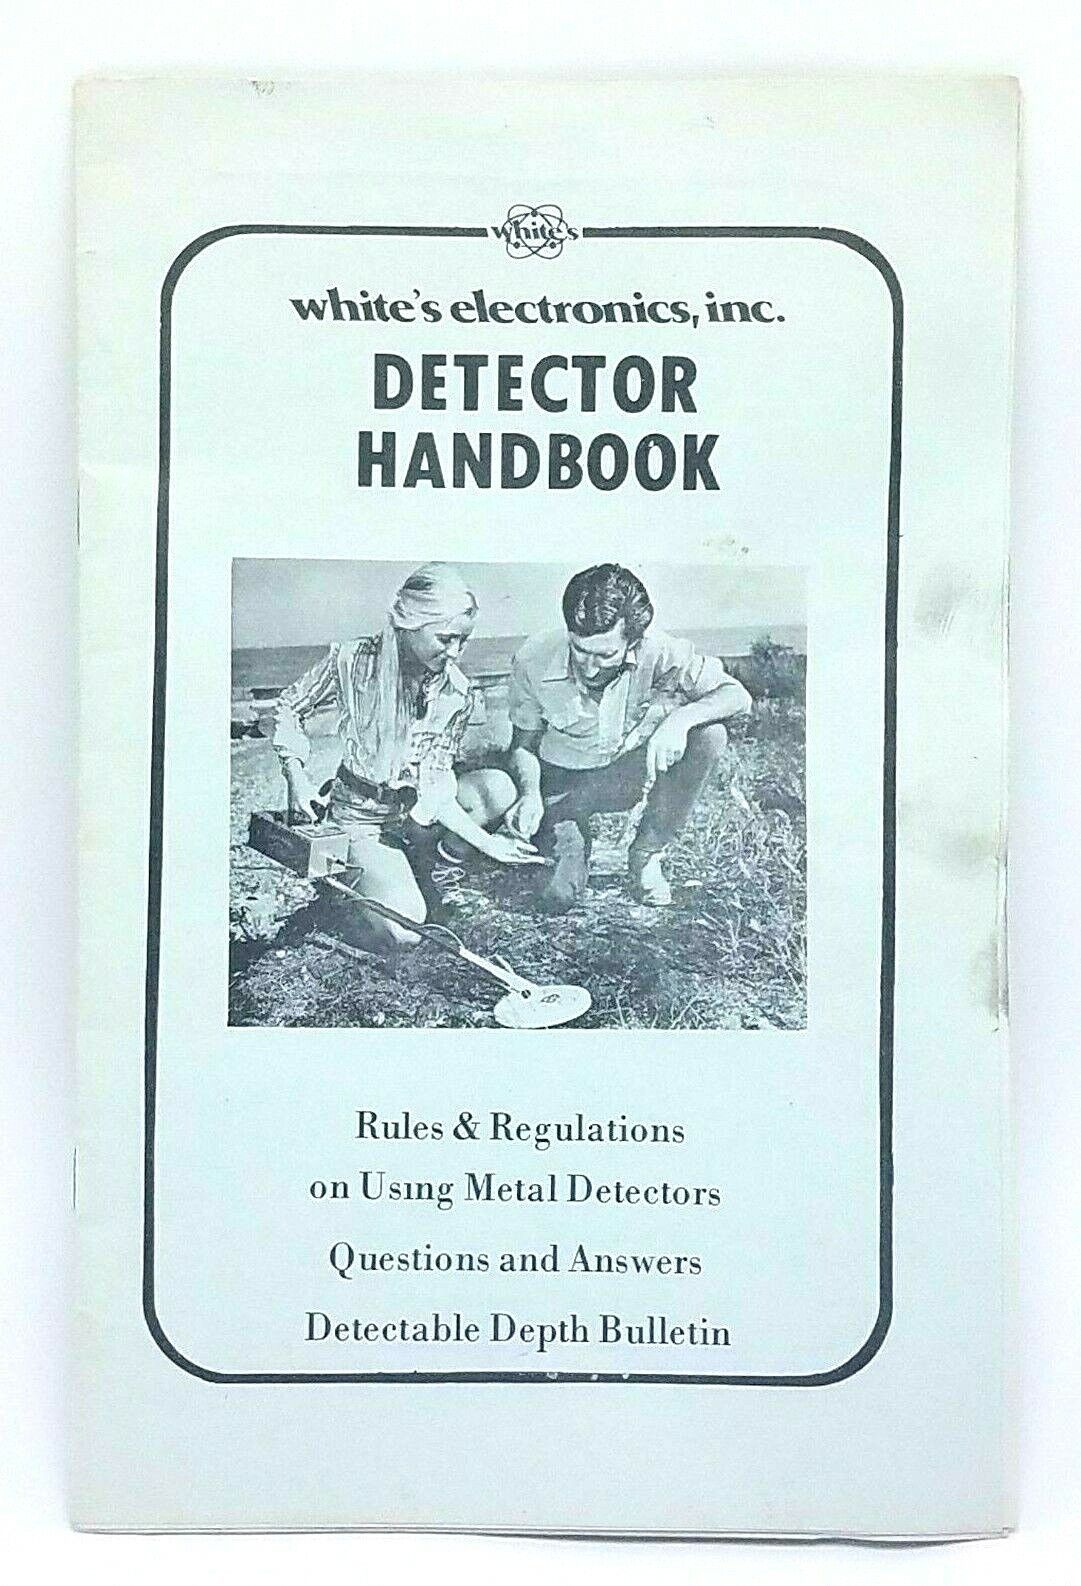 white's
white's electronics, inc.
DETECTOR
HANDBOOK
Rules & Regulations
on Using Metal Detectors
Questions and Answers
Detectable Depth Bulletin